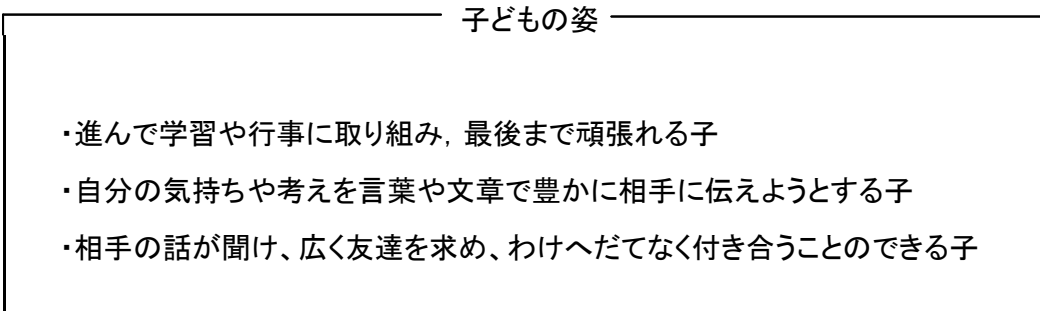 子どもの姿
・進んで学習や行事に取り組み，最後まで頑張れる子
・自分の気持ちや考えを言葉や文章で豊かに相手に伝えようとする子
・相手の話が聞け、広く友達を求め、わけへだてなく付き合うことのできる子